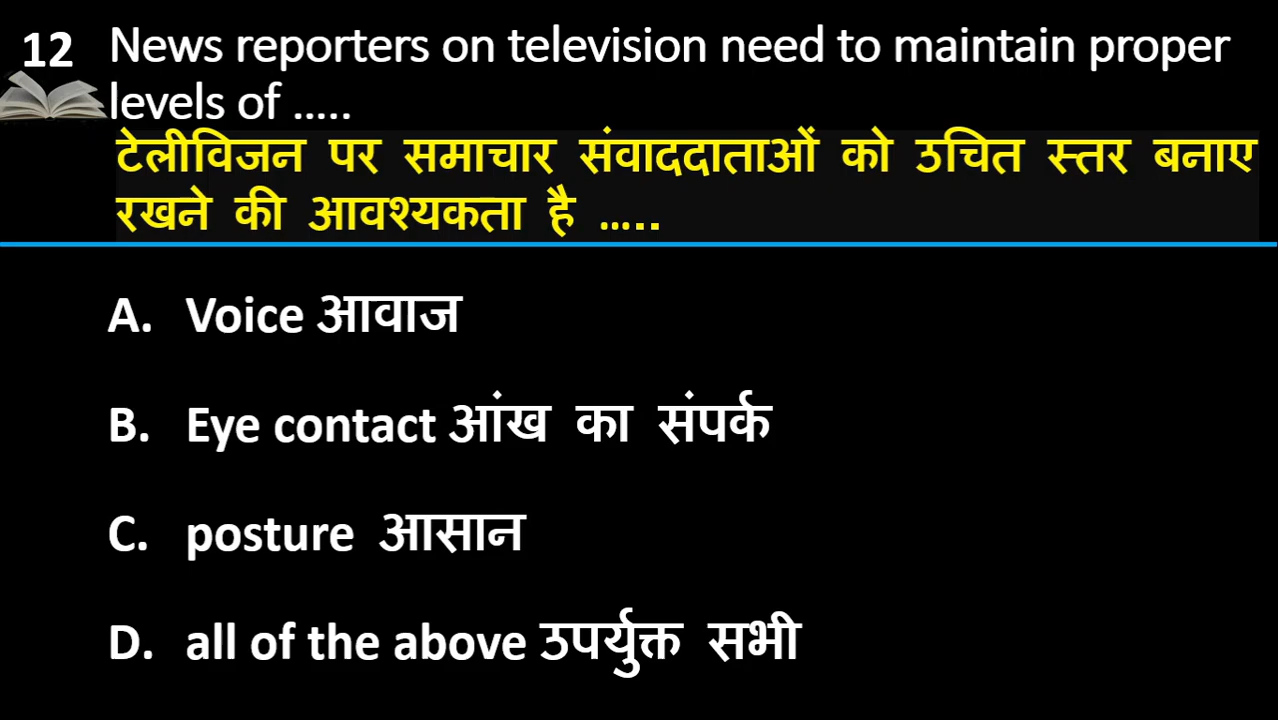 12 News reporters on television need to maintain proper
levels of …..
टेलीविजन पर समाचार संवाददाताओं को उचित स्तर बनाए
रखने की आवश्यकता है …..
A. Voice आवाज
B. Eye contact आंख का संपर्क
C. posture आसान
D. all of the above उपर्युक्त सभी